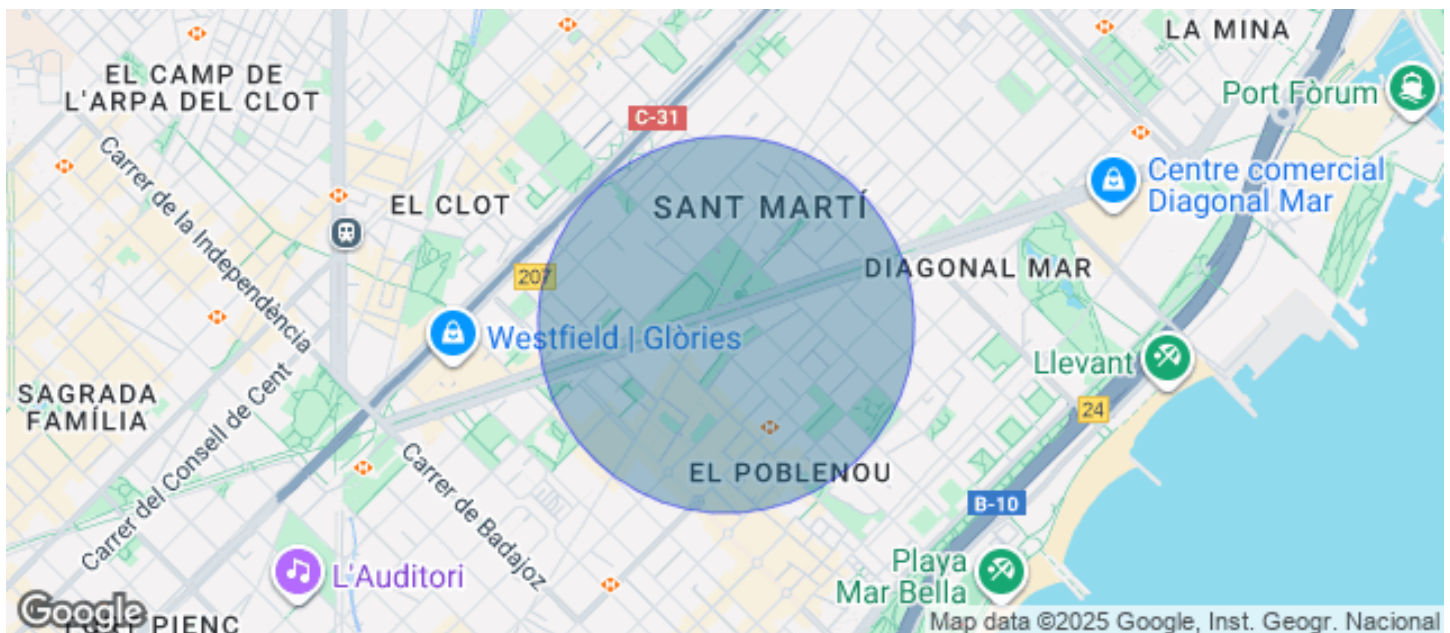 LA MINA
EL CAMP DE
L'ARPA DEL CLOT
Port Fòrum
C-31
Carrer de la Independència
Centre comercial
Diagonal Mar
EL CLOT
SANT MARTÍ
207
DIAGONAL MAR
Westfield | Glòries
Llevant
SAGRADA
FAMÍLIA
24
Carrer del Consell de Cent
EL POBLENOU
Carrer de Badajoz
B-10
Playa
Mar Bella
L'Auditori
Google
PIENC
Map data ©2025 Google, Inst. Geogr. Nacional